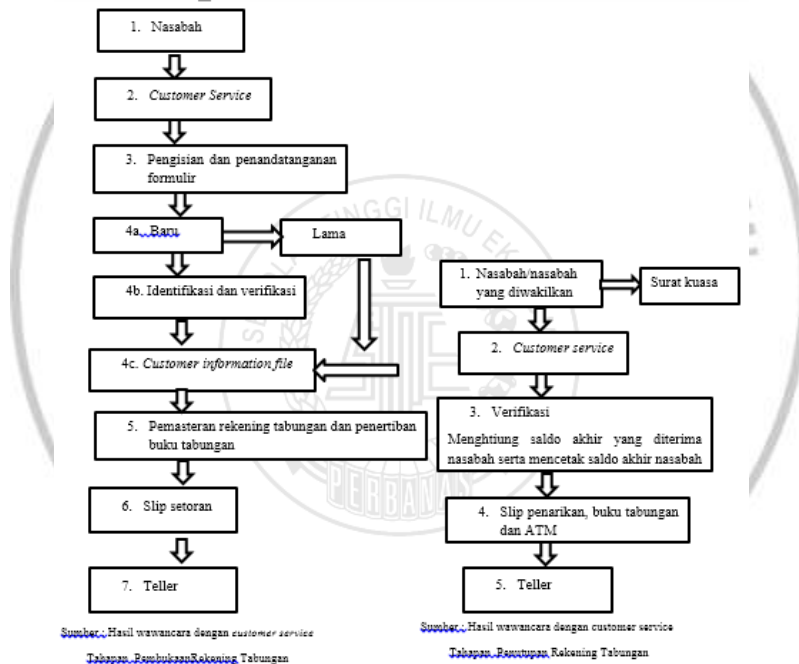 1. Nasabah
2. Customer Service
3. Pengisian dan penandatanganan
formulir
4a. Baru
Lama
4b. Identifikasi dan verifikasi
4c. Customer information file
5. Pemasteran rekening tabungan dan penertiban
buku tabungan
6. Slip setoran
7. Teller
Sumber : Hasil wawancara dengan customer service
Tahapan PembukaanRekening Tabungan
1. Nasabah/nasabah
yang diwakilkan
Surat kuasa
2. Customer service
3. Verifikasi
Menghtiung saldo akhir yang diterima
nasabah serta mencetak saldo akhir nasabah
4. Slip penarikan, buku tabungan
dan ATM
5. Teller
Sumber : Hasil wawancara dengan customer service
Tahapan Penutupan Rekening Tabungan
PERBANAS